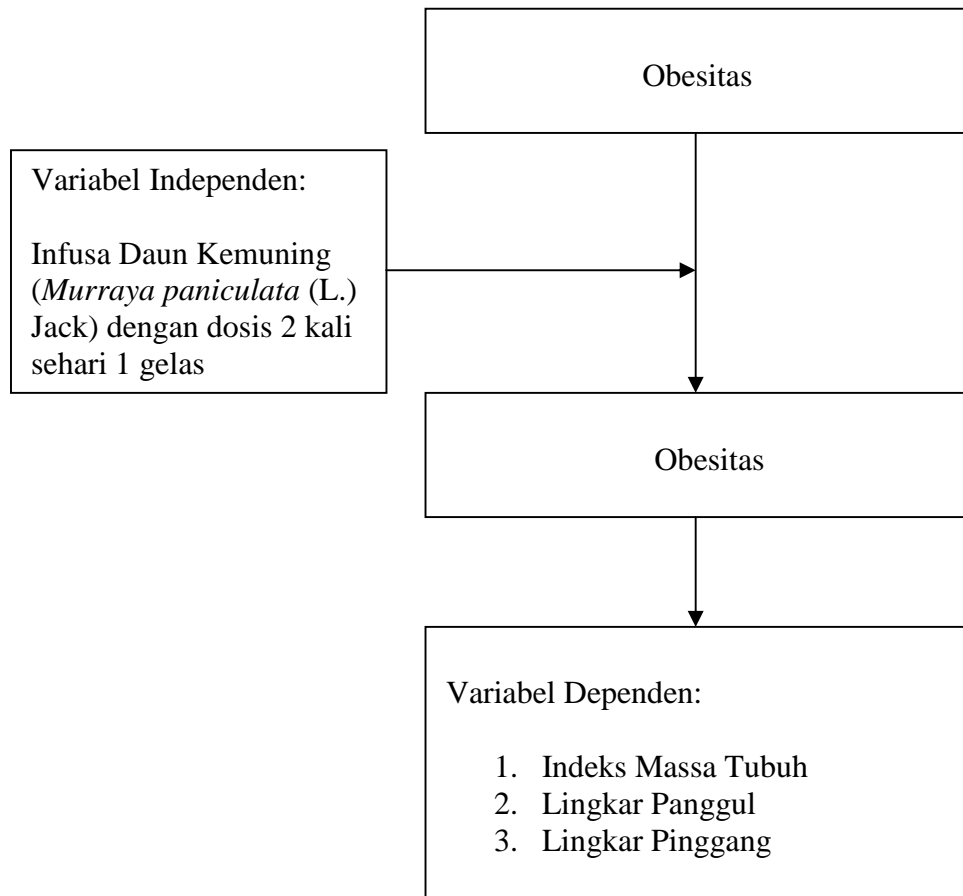 Obesitas
Variabel Independen:
Infusa Daun Kemuning
(Murraya paniculata (L.)
Jack) dengan dosis 2 kali
sehari 1 gelas
Obesitas
Variabel Dependen:
1. Indeks Massa Tubuh
2. Lingkar Panggul
3. Lingkar Pinggang